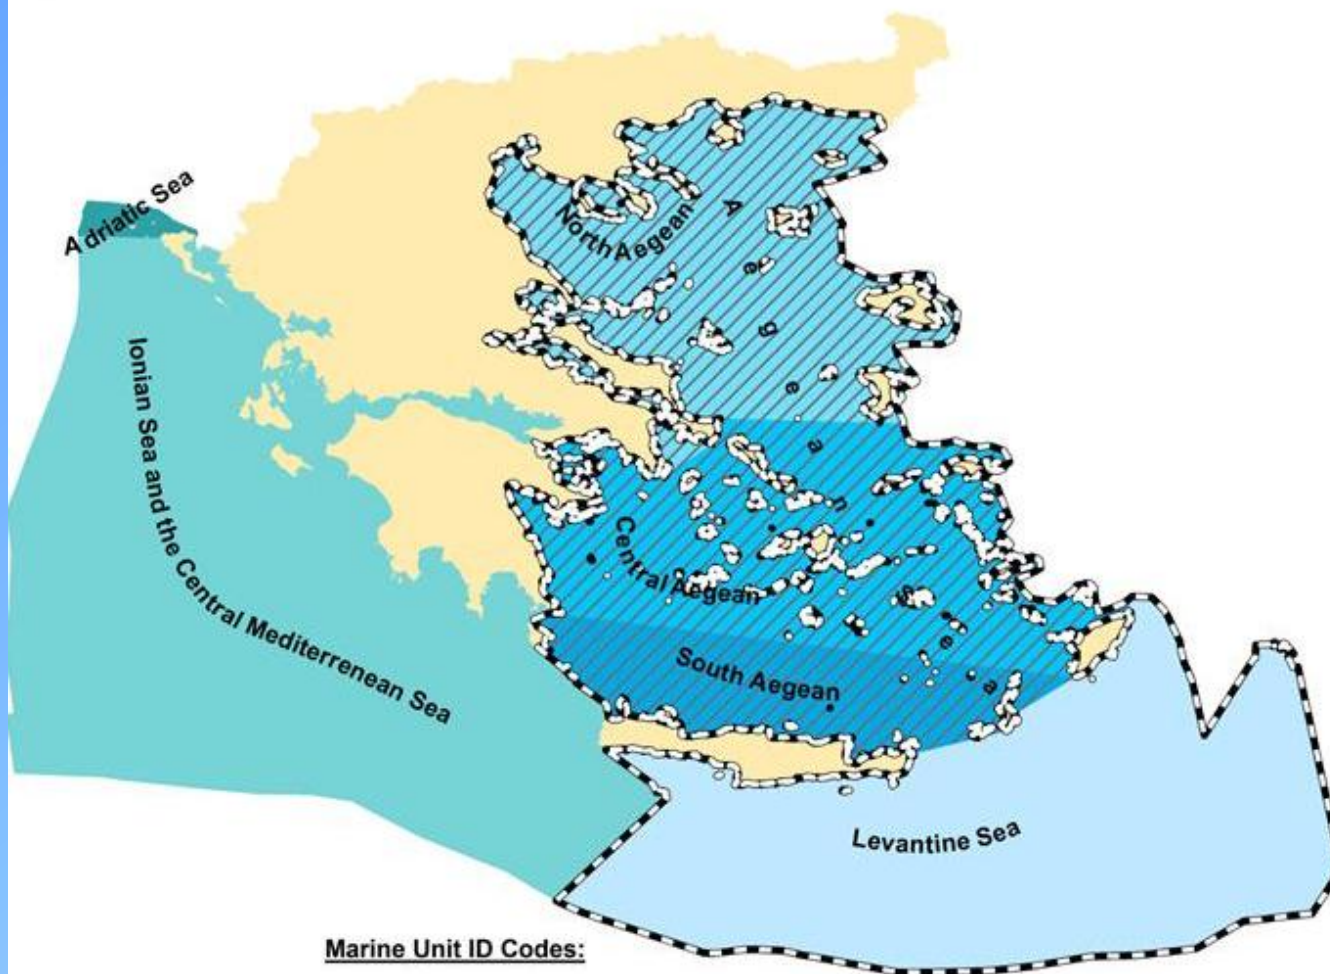 Adriatic Sea
North Aegean
Aegean Sea
Ionian Sea and the Central Mediterrenean Sea
Central Aegean
South Aegean
Levantine Sea
Marine Unit ID Codes: